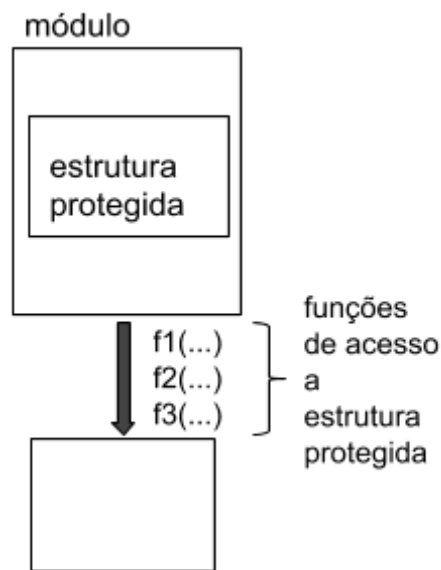 módulo
estrutura
protegida
f1(...)
f2(...)
f3(...)
funções
de acesso
a
estrutura
protegida